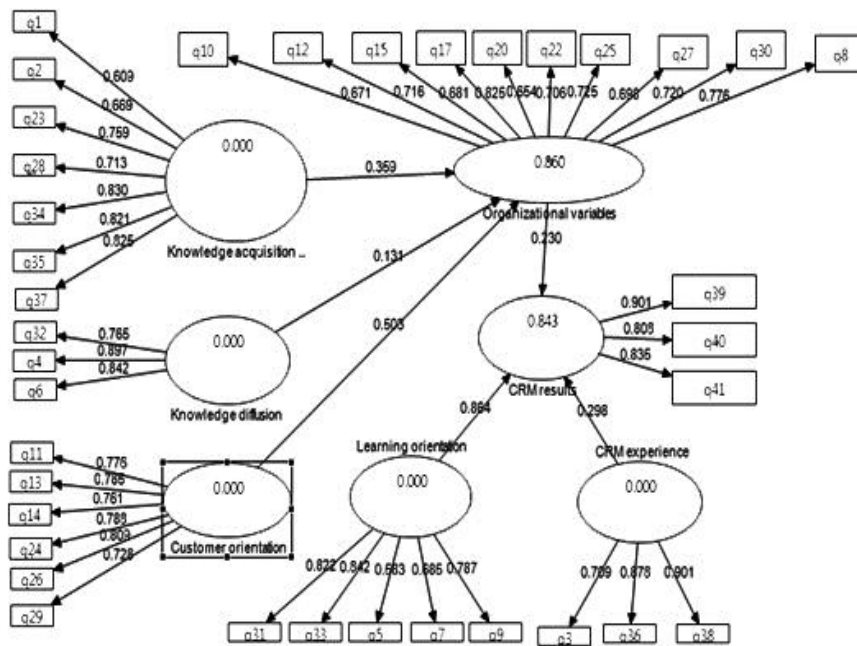 q1
q10
q12
q15
q17
q20
q22
q25
q27
q30
q8
q2
q23
q28
q34
q35
q37
0.609
0.669
0.759
0.713
0.830
0.821
0.825
0.000
Knowledge acquisition ..
0.671
0.716
0.681
0.825
0.654
0.706
0.725
0.698
0.720
0.776
0.860
Organizational variables
0.359
0.131
0.503
0.230
q32
q4
q6
0.765
0.897
0.842
0.000
Knowledge diffusion
0.843
CRM results
0.901
0.808
0.835
q39
q40
q41
0.864
0.298
q11
q13
q14
q24
q26
q29
0.776
0.786
0.761
0.788
0.809
0.728
0.000
Customer orientation
Learning orientation
0.000
0.822
0.842
0.685
0.787
q31
q33
q5
q7
q9
CRM experience
0.000
0.709
0.878
0.901
q3
q36
q38